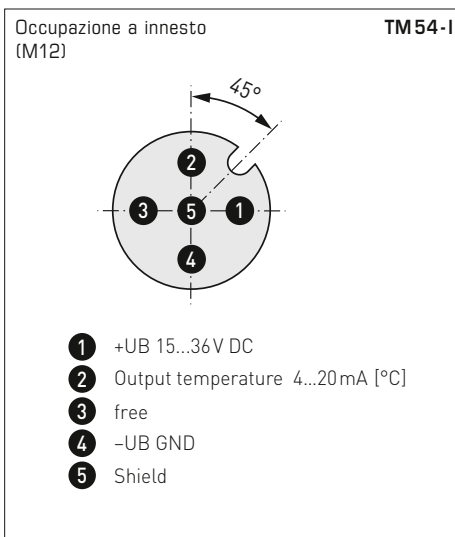 Occupazione a innesto TM54-I
(M12)
45°
2
3 5 1
4
1 +UB 15...36V DC
2 Output temperature 4...20mA [°C]
3 free
4 –UB GND
5 Shield